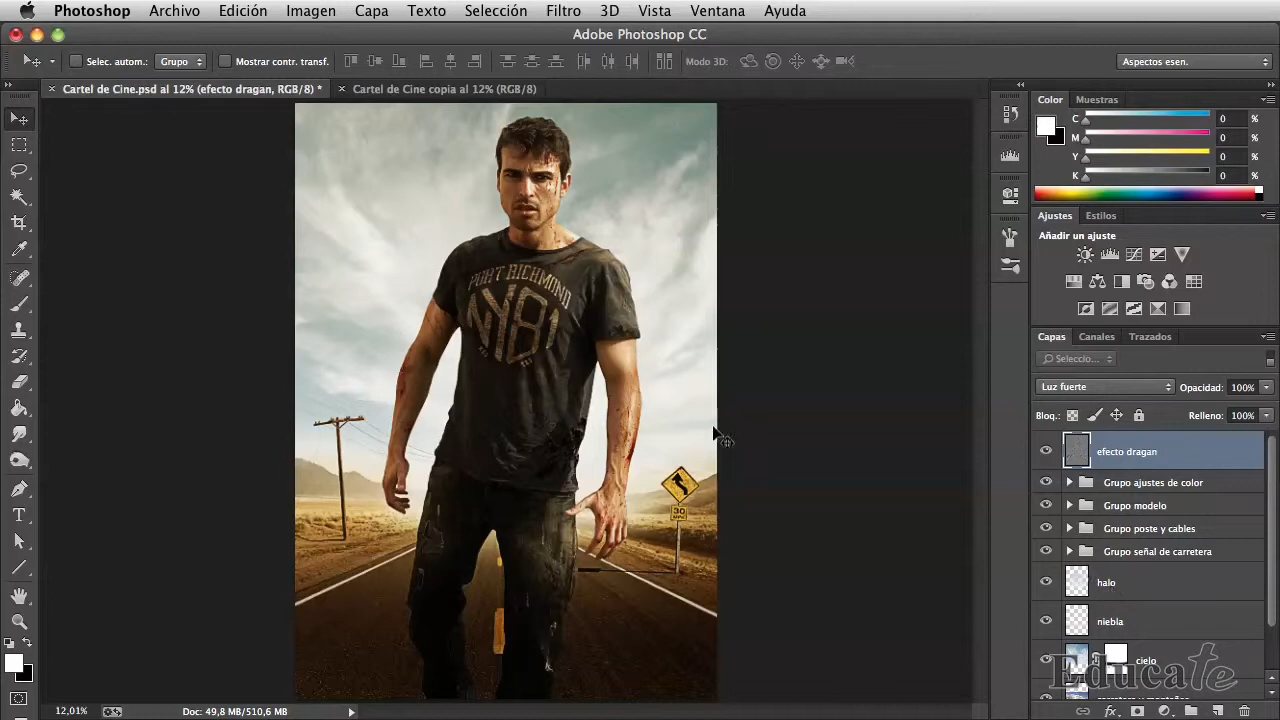 Photoshop Archivo Edición Imagen Capa Texto Selección Filtro 3D Vista Ventana Ayuda
Adobe Photoshop CC
Selec. autom.: Grupo Mostrar contr. transf. Modo 3D: Aspectos esen.
× Cartel de Cine.psd al 12% (efecto dragan, RGB/8) * × Cartel de Cine copia al 12% (RGB/8)
Color Muestras
C 0 %
M 0 %
Y 0 %
K 0 %
Ajustes Estilos
Añadir un ajuste
Capas Canales Trazados
Selecció...
Luz fuerte Opacidad: 100%
Bloq.: Relleno: 100%
efecto dragan
Grupo ajustes de color
Grupo modelo
Grupo poste y cables
Grupo señal de carretera
halo
niebla
cielo
PORT RICHMOND
NY81
30
MPH
Educate
12,01% Doc: 49,8 MB/510,6 MB